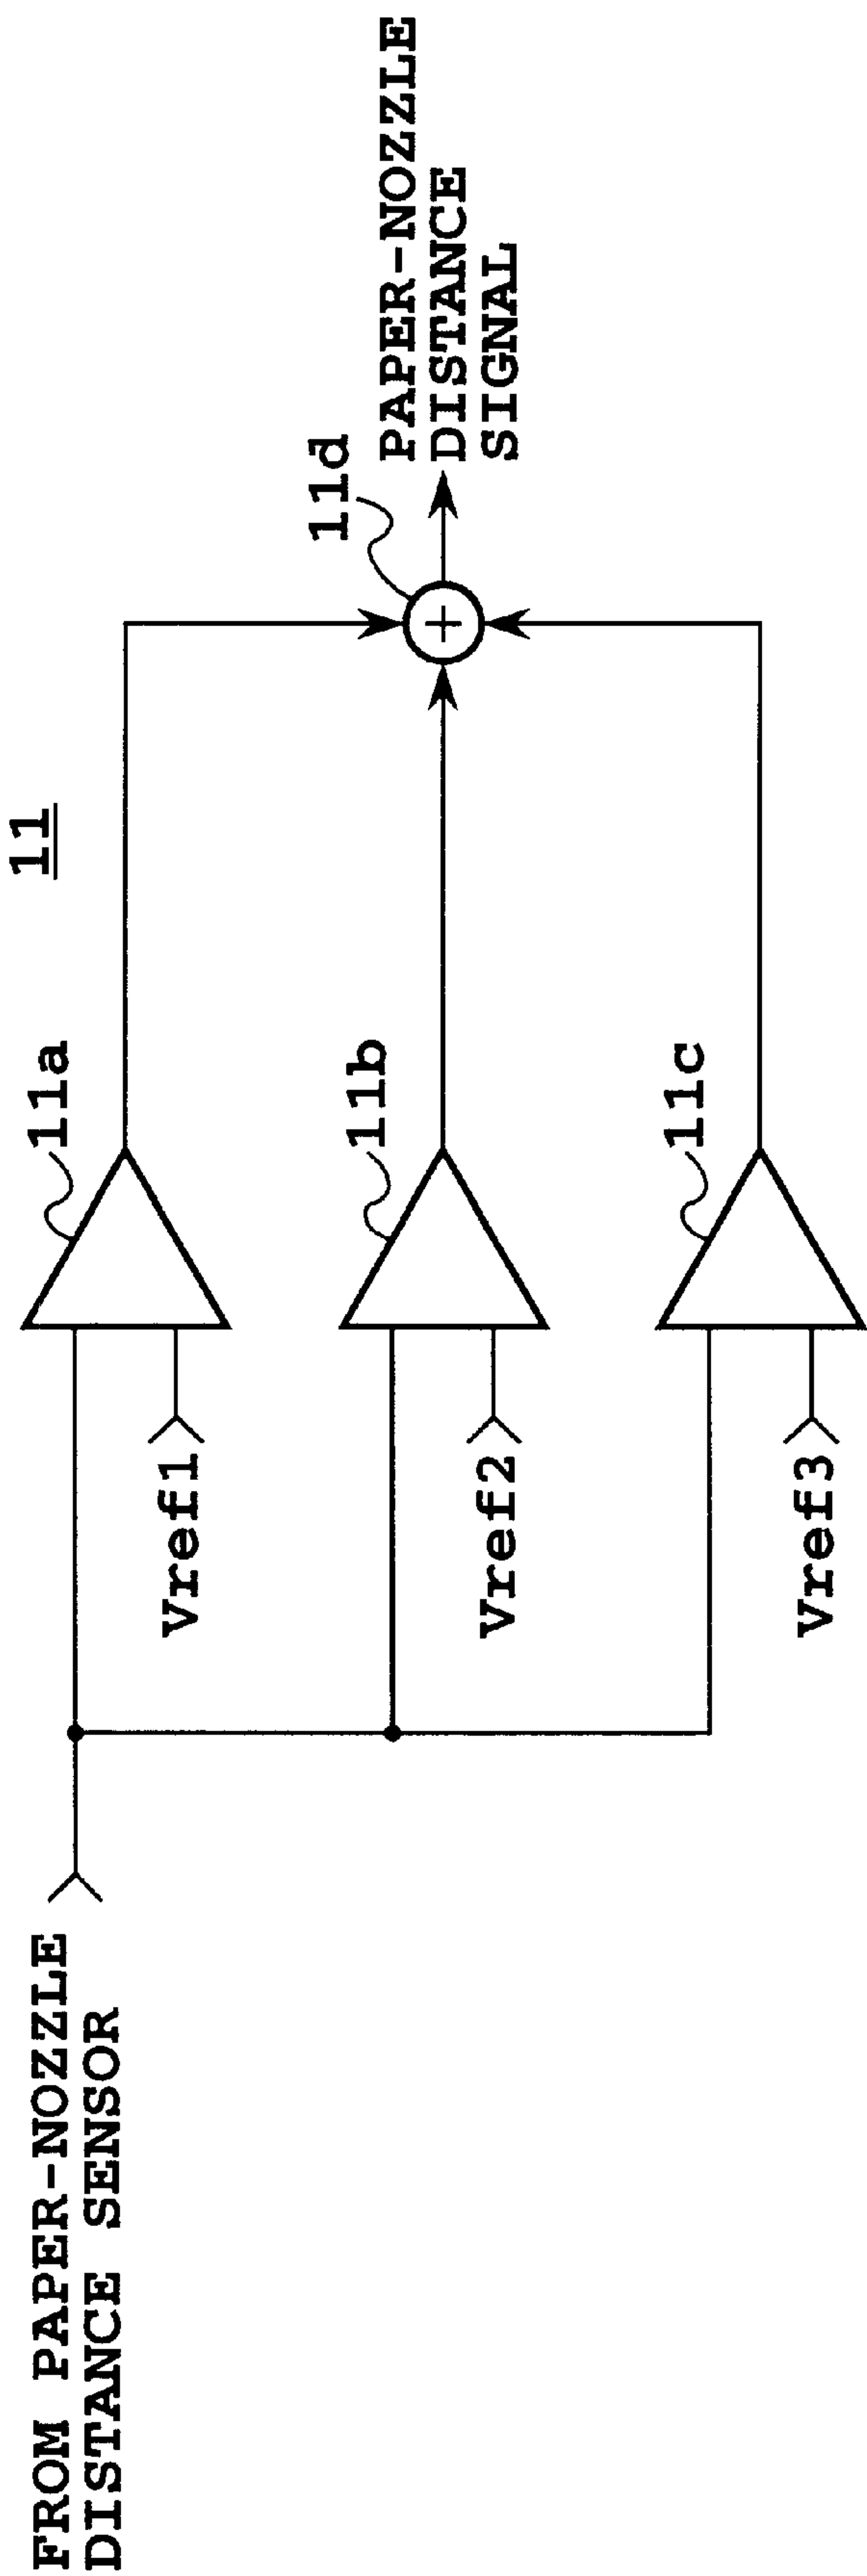 11
FROM PAPER-NOZZLE
DISTANCE SENSOR
11a
Vref1
11b
Vref2
11c
Vref3
11d
+
PAPER-NOZZLE
DISTANCE
SIGNAL